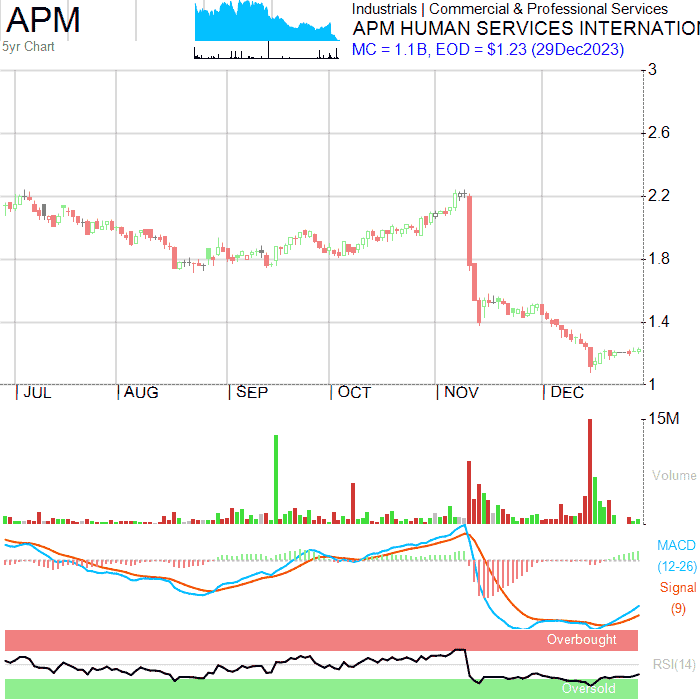 APM
5yr Chart
Industrials | Commercial & Professional Services
APM HUMAN SERVICES INTERNATIO
MC = 1.1B, EOD = $1.23 (29Dec2023)
3
2.6
2.2
1.8
1.4
1
JUL AUG SEP OCT NOV DEC
15M
Volume
MACD
(12-26)
Signal
(9)
Overbought
RSI(14)
Oversold